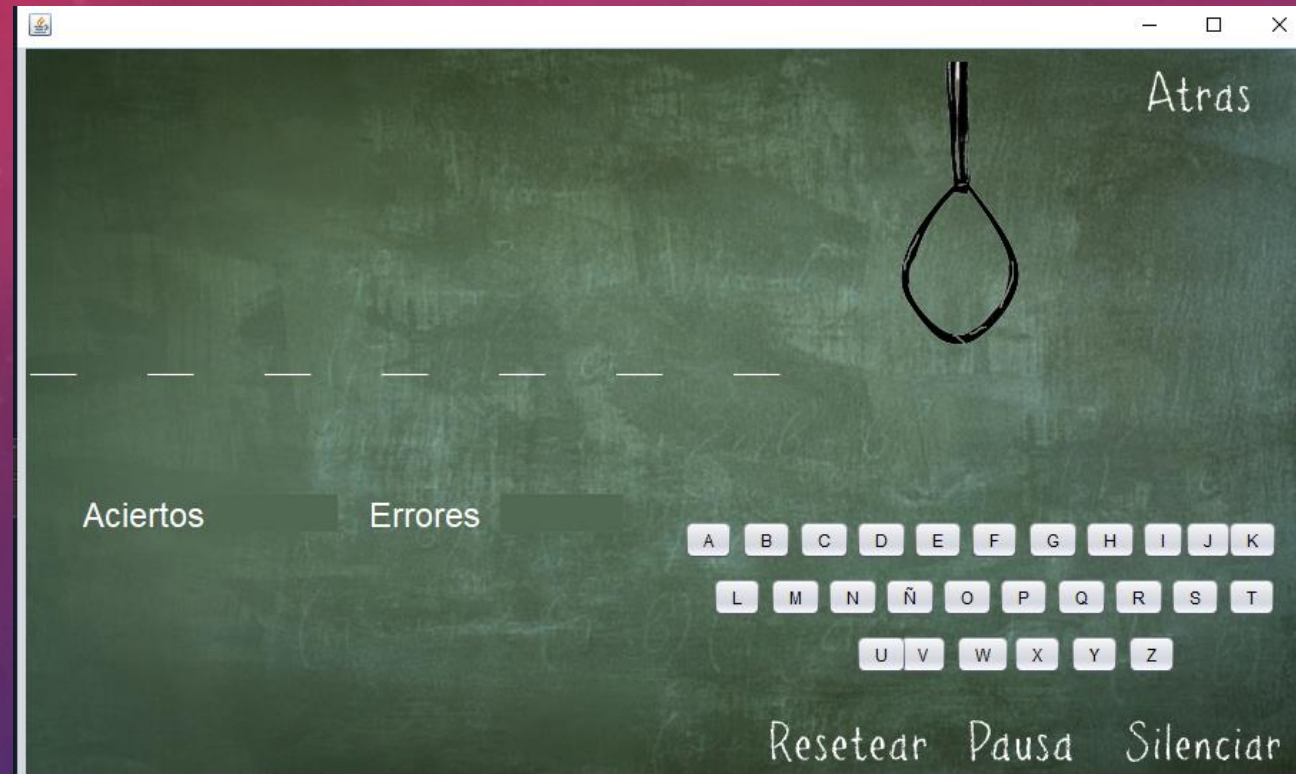 Atras
Aciertos Errores
A B C D E F G H I J K
L M N Ñ O P Q R S T
U V W X Y Z
Resetear Pausa Silenciar